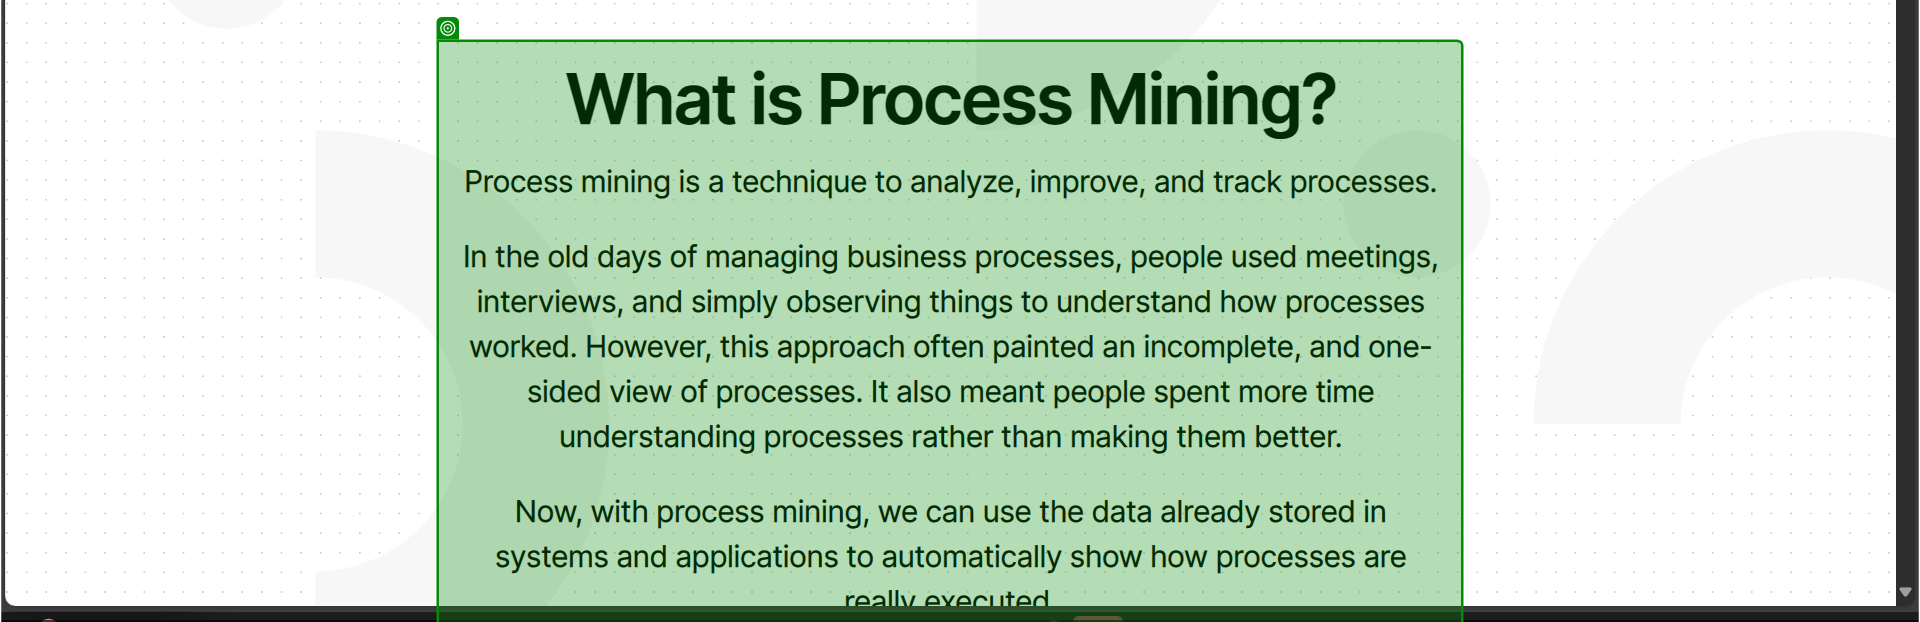 What is Process Mining?
Process mining is a technique to analyze, improve, and track processes.
In the old days of managing business processes, people used meetings,
interviews, and simply observing things to understand how processes
worked. However, this approach often painted an incomplete, and one-
sided view of processes. It also meant people spent more time
understanding processes rather than making them better.
Now, with process mining, we can use the data already stored in
systems and applications to automatically show how processes are
really executed.